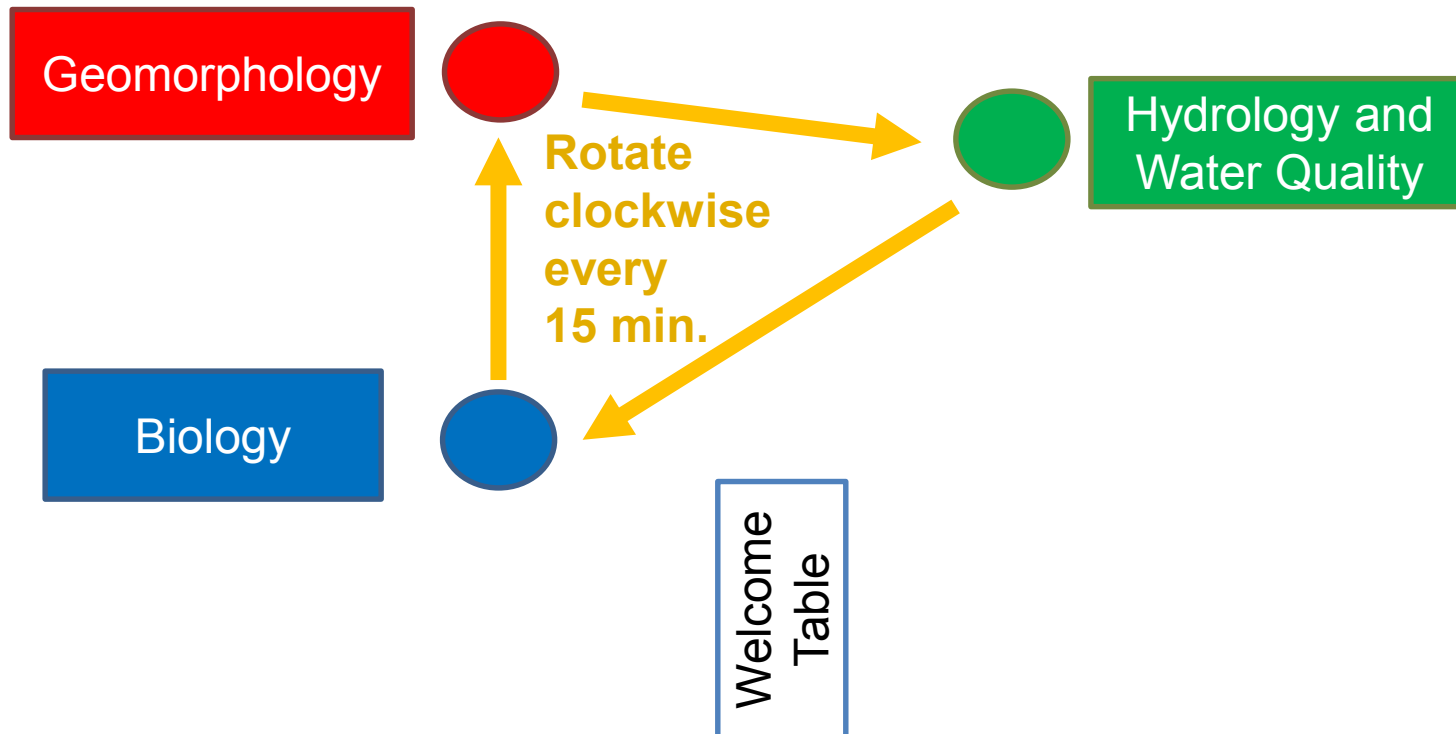 Geomorphology
Hydrology and
Water Quality
Rotate
clockwise
every
15 min.
Biology
Welcome
Table